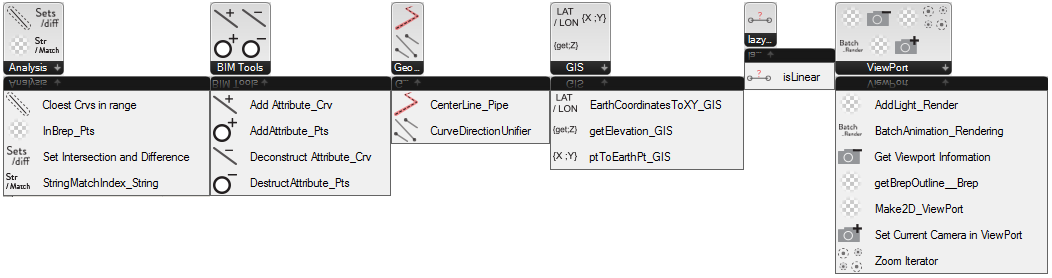 Sets
/diff
Str
/ Match
Analysis
Analysis
Cloest Crvs in range
InBrep_Pts
Sets
/diff
Set Intersection and Difference
Str
/ Match
StringMatchIndex_String
BIM Tools
BIM Tools
Add Attribute_Crv
AddAttribute_Pts
Deconstruct Attribute_Crv
DestructAttribute_Pts
Geo...
G...
CenterLine_Pipe
CurveDirectionUnifier
LAT
/ LON
{X ;Y}
{get;Z}
GIS
GIS
LAT
/ LON
EarthCoordinatesToXY_GIS
{get;Z}
getElevation_GIS
{X ;Y}
ptToEarthPt_GIS
?
lazy...
la...
?
isLinear
Batch
Render..
ViewPort
ViewPort
AddLight_Render
Batch
Render..
BatchAnimation_Rendering
Get Viewport Information
getBrepOutline__Brep
Make2D_ViewPort
Set Current Camera in ViewPort
Zoom Iterator